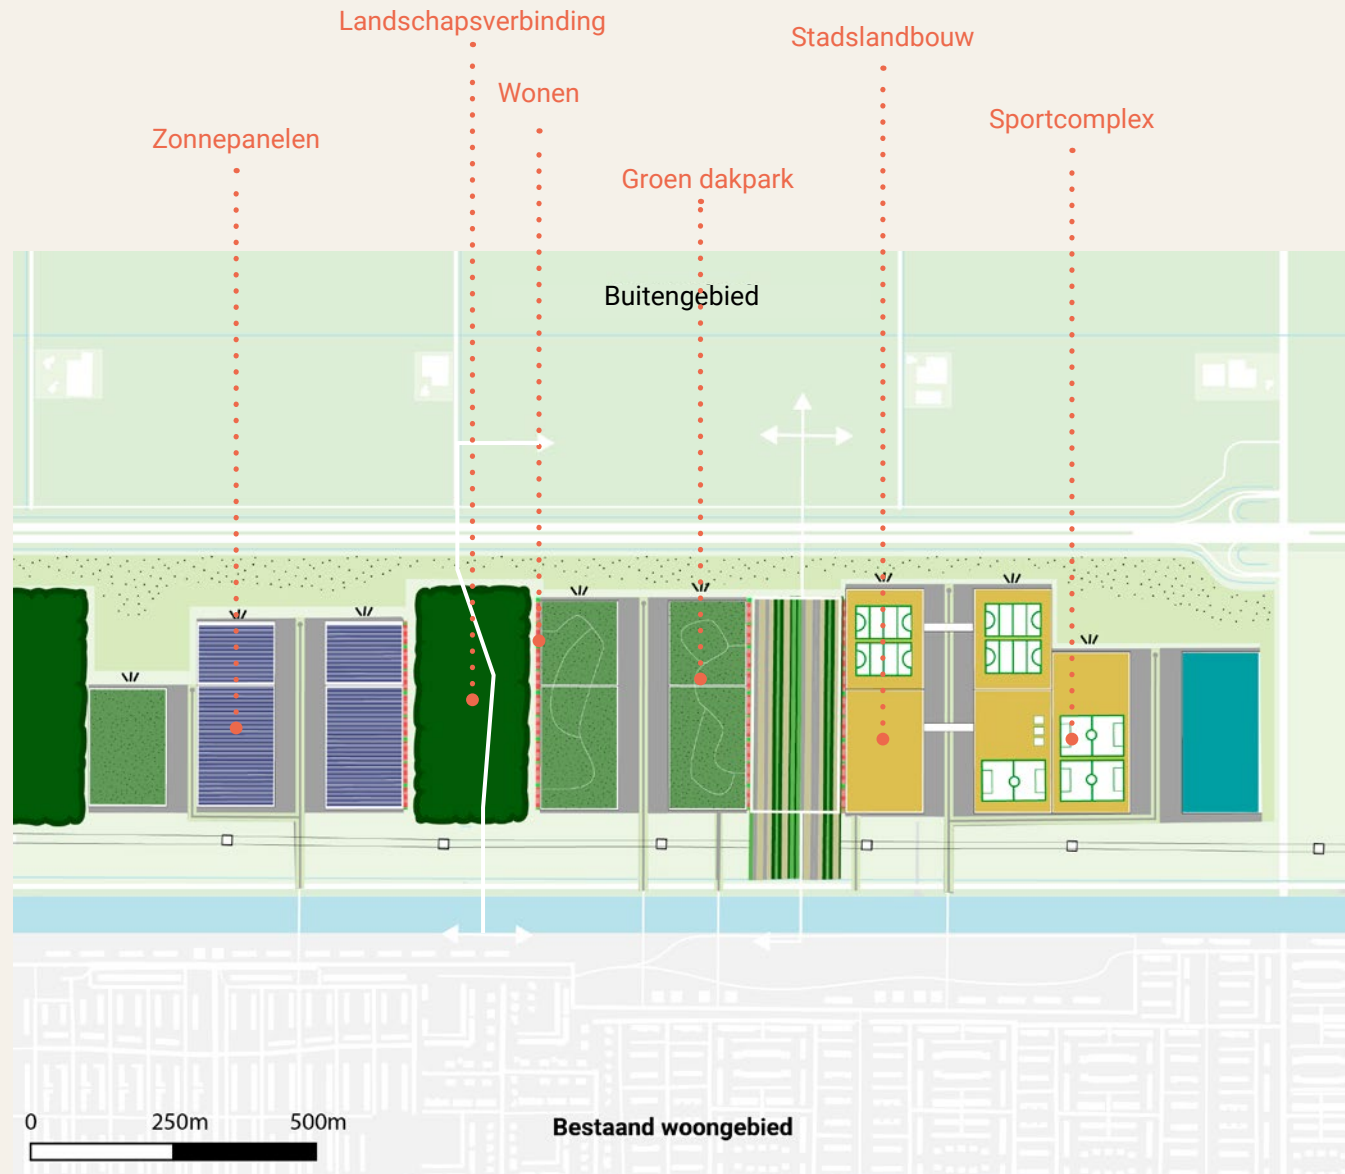 Landschapsverbinding
Stadslandbouw
Wonen
Sportcomplex
Zonnepanelen
Groen dakpark
Buitengebied
0 250m 500m
Bestaand woongebied